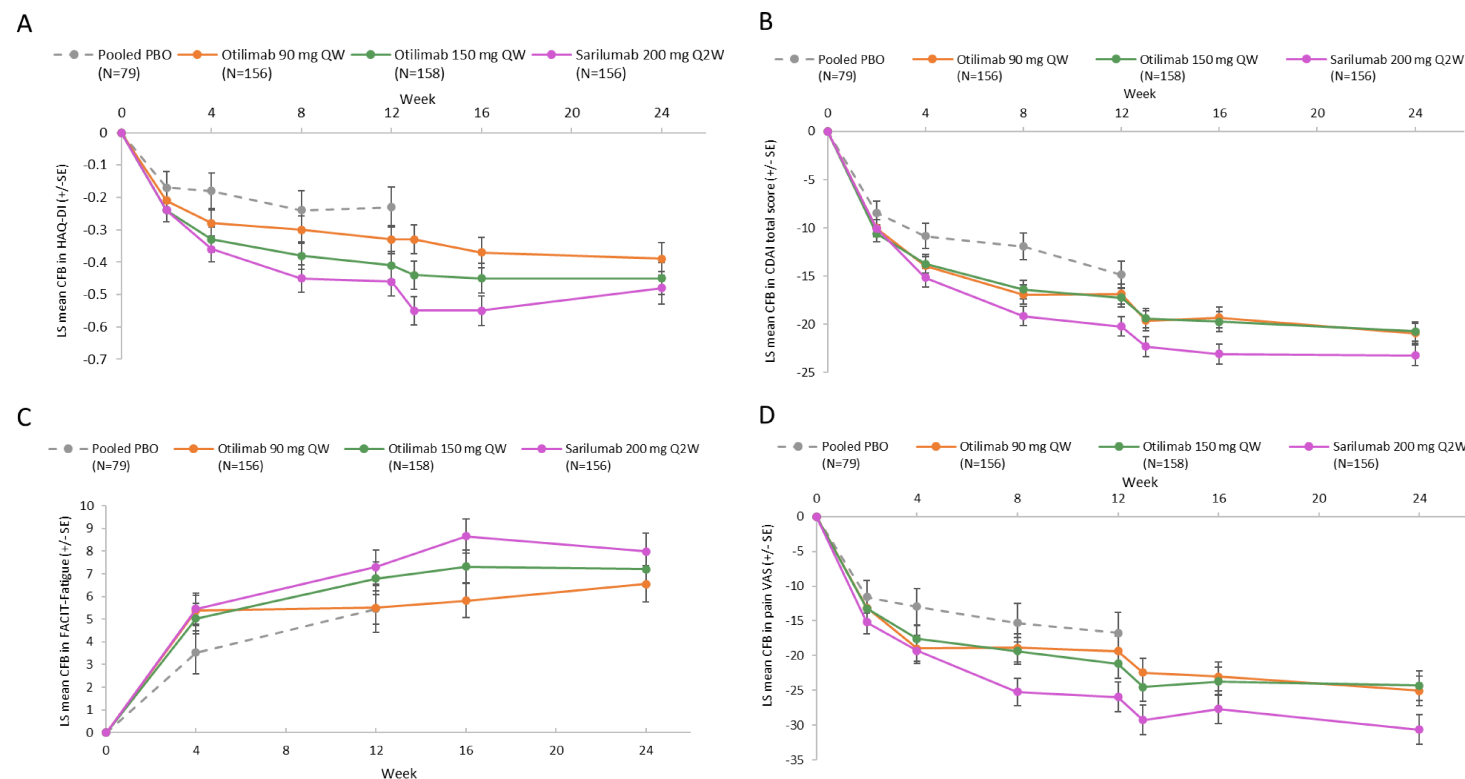 A
Pooled PBO
(N=79)
Otilimab 90 mg QW
(N=156)
Otilimab 150 mg QW
(N=158)
Sarilumab 200 mg Q2W
(N=156)
Week
0 4 8 12 16 20 24
LS mean CFB in HAQ-DI (+/-SE)
0
-0.1
-0.2
-0.3
-0.4
-0.5
-0.6
-0.7
B
Pooled PBO
(N=79)
Otilimab 90 mg QW
(N=156)
Otilimab 150 mg QW
(N=158)
Sarilumab 200 mg Q2W
(N=156)
Week
0 4 8 12 16 20 24
LS mean CFB in CDAI total score (+/- SE)
0
-5
-10
-15
-20
-25
C
Pooled PBO
(N=79)
Otilimab 90 mg QW
(N=156)
Otilimab 150 mg QW
(N=158)
Sarilumab 200 mg Q2W
(N=156)
LS mean CFB in FACIT-Fatigue (+/- SE)
10
9
8
7
6
5
4
3
2
1
0
0 4 8 12 16 20 24
Week
D
Pooled PBO
(N=79)
Otilimab 90 mg QW
(N=156)
Otilimab 150 mg QW
(N=158)
Sarilumab 200 mg Q2W
(N=156)
Week
0 4 8 12 16 20 24
LS mean CFB in pain VAS (+/- SE)
0
-5
-10
-15
-20
-25
-30
-35